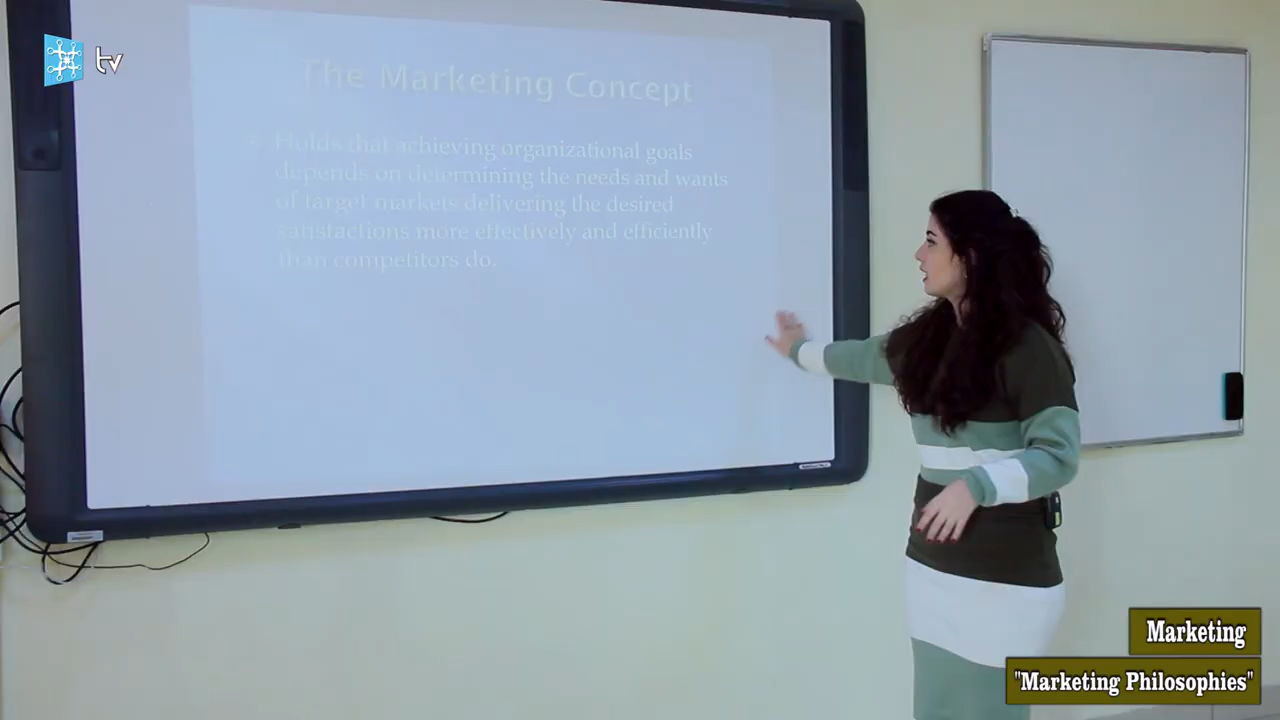 tv
The Marketing Concept
Holds that achieving organizational goals
depends on determining the needs and wants
of target markets delivering the desired
satisfactions more effectively and efficiently
than competitors do.
Marketing
"Marketing Philosophies"